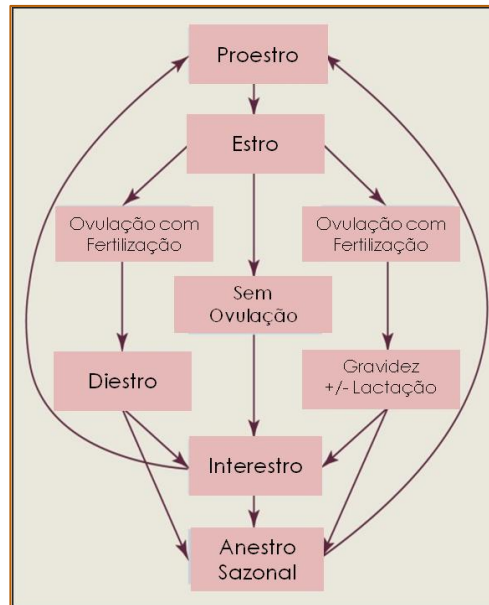 Proestro
Estro
Ovulação com
Fertilização
Ovulação com
Fertilização
Sem
Ovulação
Diestro
Gravidez
+/- Lactação
Interestro
Anestro
Sazonal